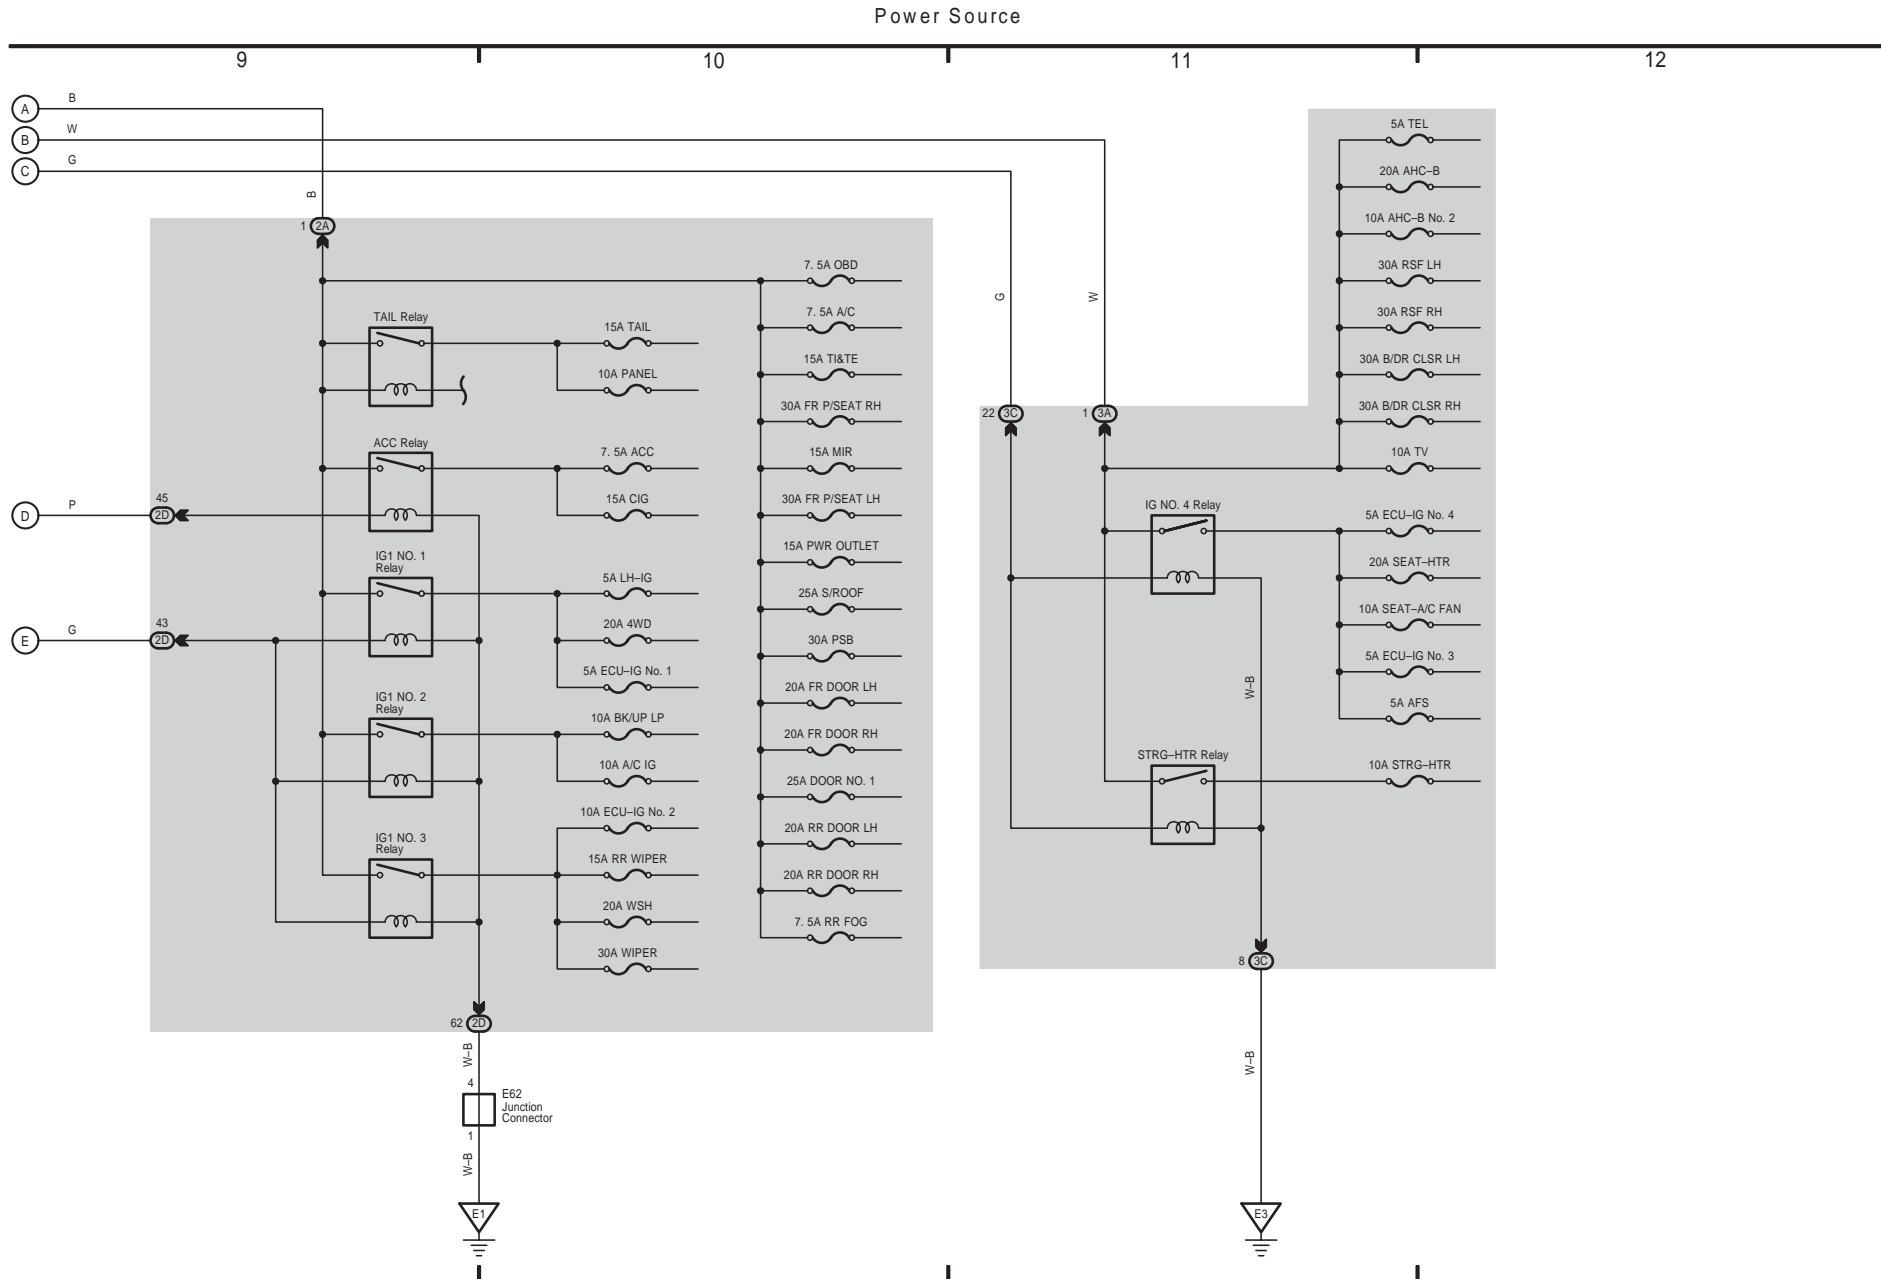 Power Source
9
10
11
12
A
B
B
W
C
G
B
1
2A
TAIL Relay
15A TAIL
10A PANEL
ACC Relay
7. 5A ACC
15A CIG
D
P
45
2D
IG1 NO. 1
Relay
5A LH–IG
20A 4WD
5A ECU–IG No. 1
E
G
43
2D
IG1 NO. 2
Relay
10A BK/UP LP
10A A/C IG
IG1 NO. 3
Relay
10A ECU–IG No. 2
15A RR WIPER
20A WSH
30A WIPER
7. 5A OBD
7. 5A A/C
15A TI&TE
30A FR P/SEAT RH
15A MIR
30A FR P/SEAT LH
15A PWR OUTLET
25A S/ROOF
30A PSB
20A FR DOOR LH
20A FR DOOR RH
25A DOOR NO. 1
20A RR DOOR LH
20A RR DOOR RH
7. 5A RR FOG
62
2D
W–B
4
E62
Junction
Connector
1
W–B
E1
G
W
22
3C
1
3A
5A TEL
20A AHC–B
10A AHC–B No. 2
30A RSF LH
30A RSF RH
30A B/DR CLSR LH
30A B/DR CLSR RH
10A TV
IG NO. 4 Relay
5A ECU–IG No. 4
20A SEAT–HTR
10A SEAT–A/C FAN
5A ECU–IG No. 3
5A AFS
W–B
STRG–HTR Relay
10A STRG–HTR
8
3C
W–B
E3